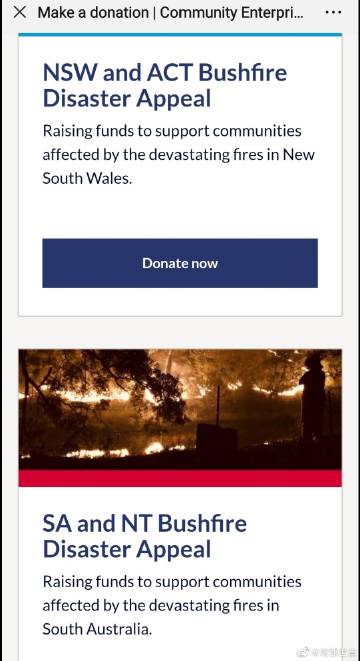 Make a donation | Community Enterpri...
NSW and ACT Bushfire
Disaster Appeal
Raising funds to support communities
affected by the devastating fires in New
South Wales.
Donate now
SA and NT Bushfire
Disaster Appeal
Raising funds to support communities
affected by the devastating fires in
South Australia.